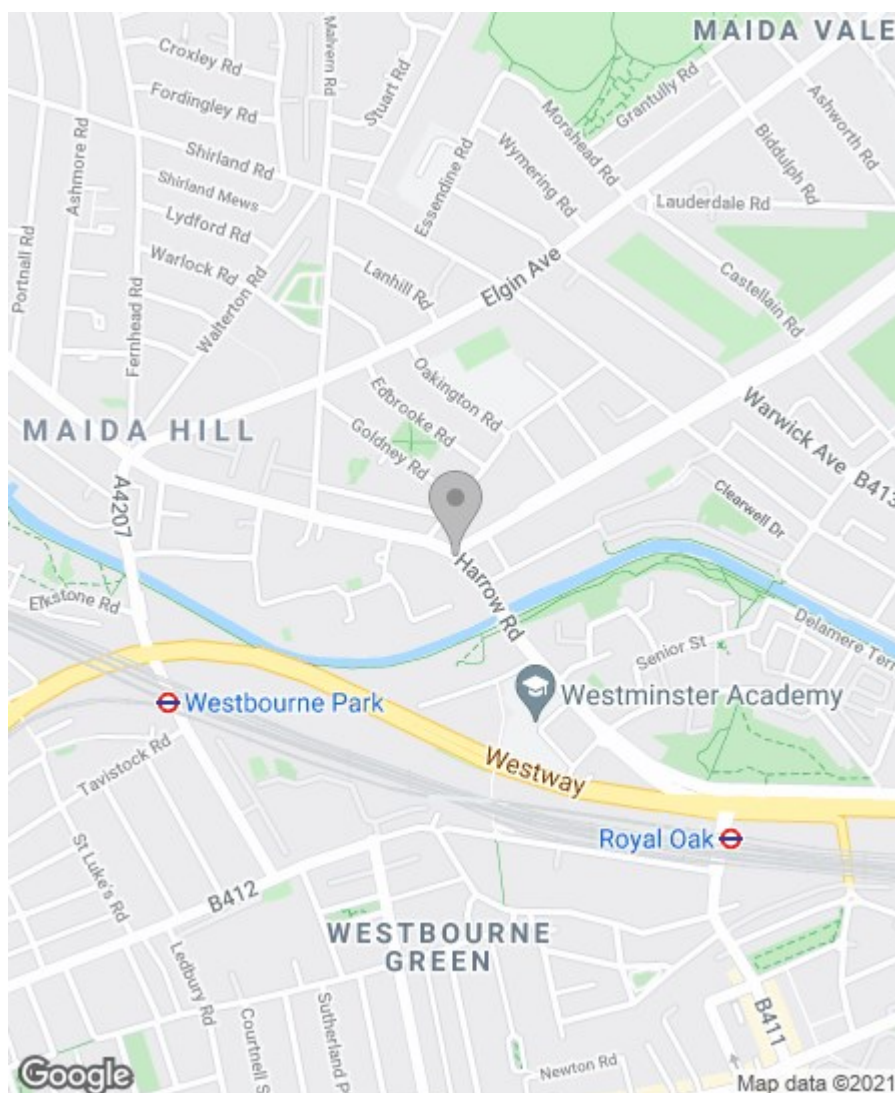 MAIDA VALE
Croxley Rd
Malvern Rd
Stuart Rd
Fordingley Rd
Grantully Rd
Ashworth Rd
Morshead Rd
Biddulph Rd
Ashmore Rd
Shirland Rd
Essendine Rd
Wymering Rd
Shirland Mews
Lauderdale Rd
Lydford Rd
Portnall Rd
Warlock Rd
Lanhill Rd
Elgin Ave
Castellain Rd
Fernhead Rd
Walterton Rd
Oakington Rd
Edbrooke Rd
Goldney Rd
MAIDA HILL
Warwick Ave
B413
A4207
Clearwell Dr
Harrow Rd
Elkstone Rd
Senior St
Delamere Terr
Westminster Academy
Westbourne Park
Westway
Tavistock Rd
Royal Oak
St Luke's Rd
B412
WESTBOURNE
GREEN
Ledbury Rd
Courtnell S
Sutherland P
B411
Newton Rd
Google
Map data ©2021